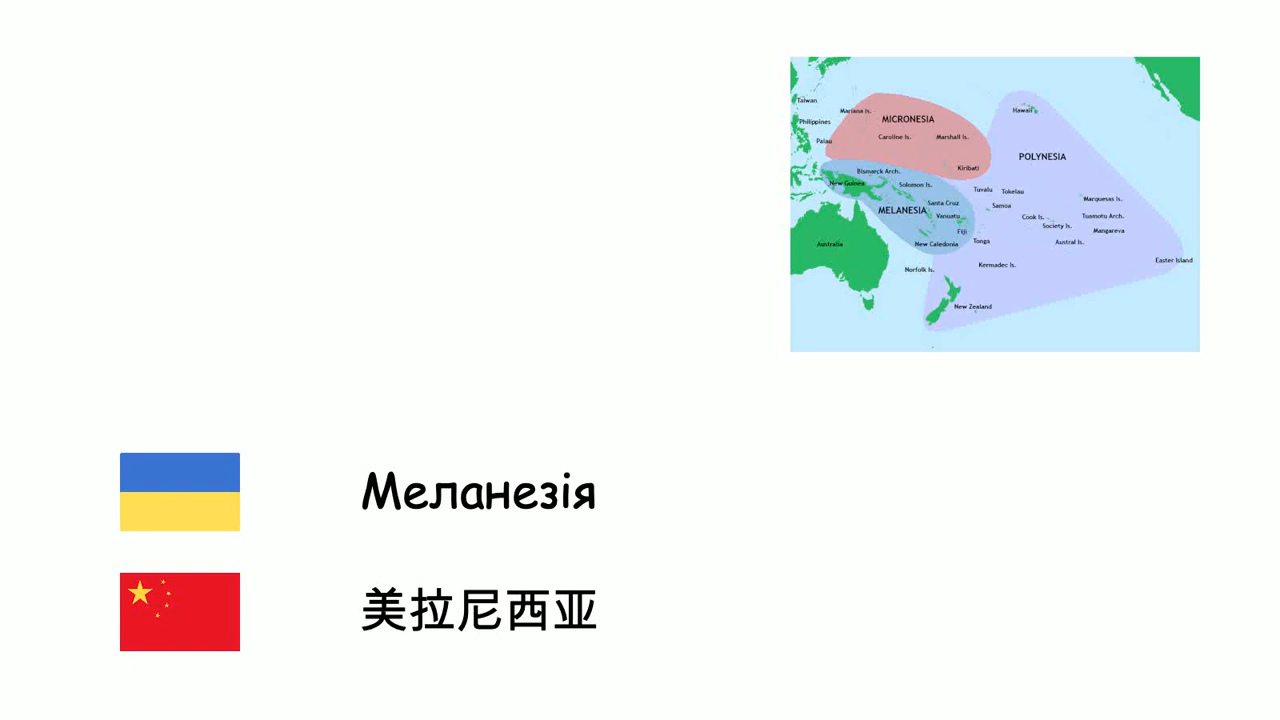 Taiwan
Mariana Is.
MICRONESIA
Hawaii
Philippines
Caroline Is.
Marshall Is.
Palau
POLYNESIA
Bismarck Arch.
Kiribati
New Guinea
Solomon Is.
Tuvalu
Tokelau
Santa Cruz
Samoa
Marquesas Is.
MELANESIA
Vanuatu
Cook Is.
Tuamotu Arch.
Fiji
Society Is.
Mangareva
Australia
New Caledonia
Tonga
Austral Is.
Easter Island
Norfolk Is.
Kermadec Is.
New Zealand
Меланезія
美拉尼西亚